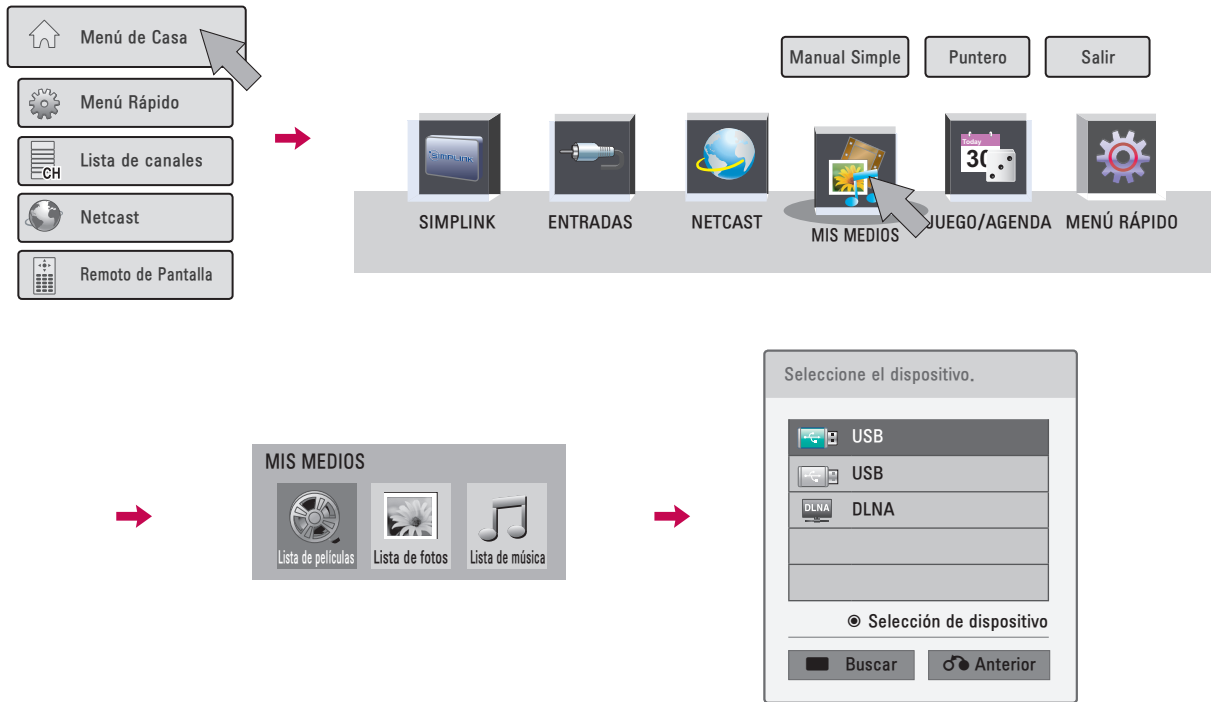 Menú de Casa
Menú Rápido
CH
Lista de canales
Netcast
Remoto de Pantalla
Manual Simple
Puntero
Salir
SIMPLINK
Today
30
SIMPLINK
ENTRADAS
NETCAST
MIS MEDIOS
JUEGO/AGENDA
MENÚ RÁPIDO
MIS MEDIOS
Lista de películas
Lista de fotos
Lista de música
Seleccione el dispositivo.
USB
USB
DLNA
DLNA
Selección de dispositivo
Buscar
Anterior